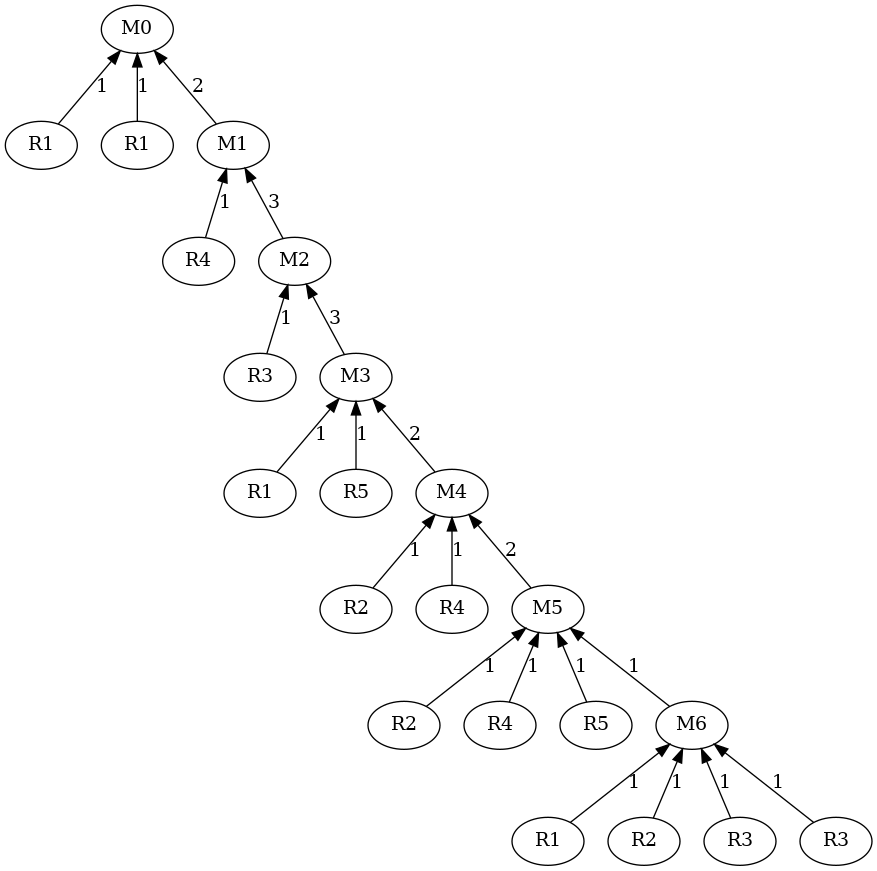 M0
1 1 2
R1 R1 M1
1 3
R4 M2
1 3
R3 M3
1 1 2
R1 R5 M4
1 1 2
R2 R4 M5
1 1 1 1
R2 R4 R5 M6
1 1 1 1
R1 R2 R3 R3